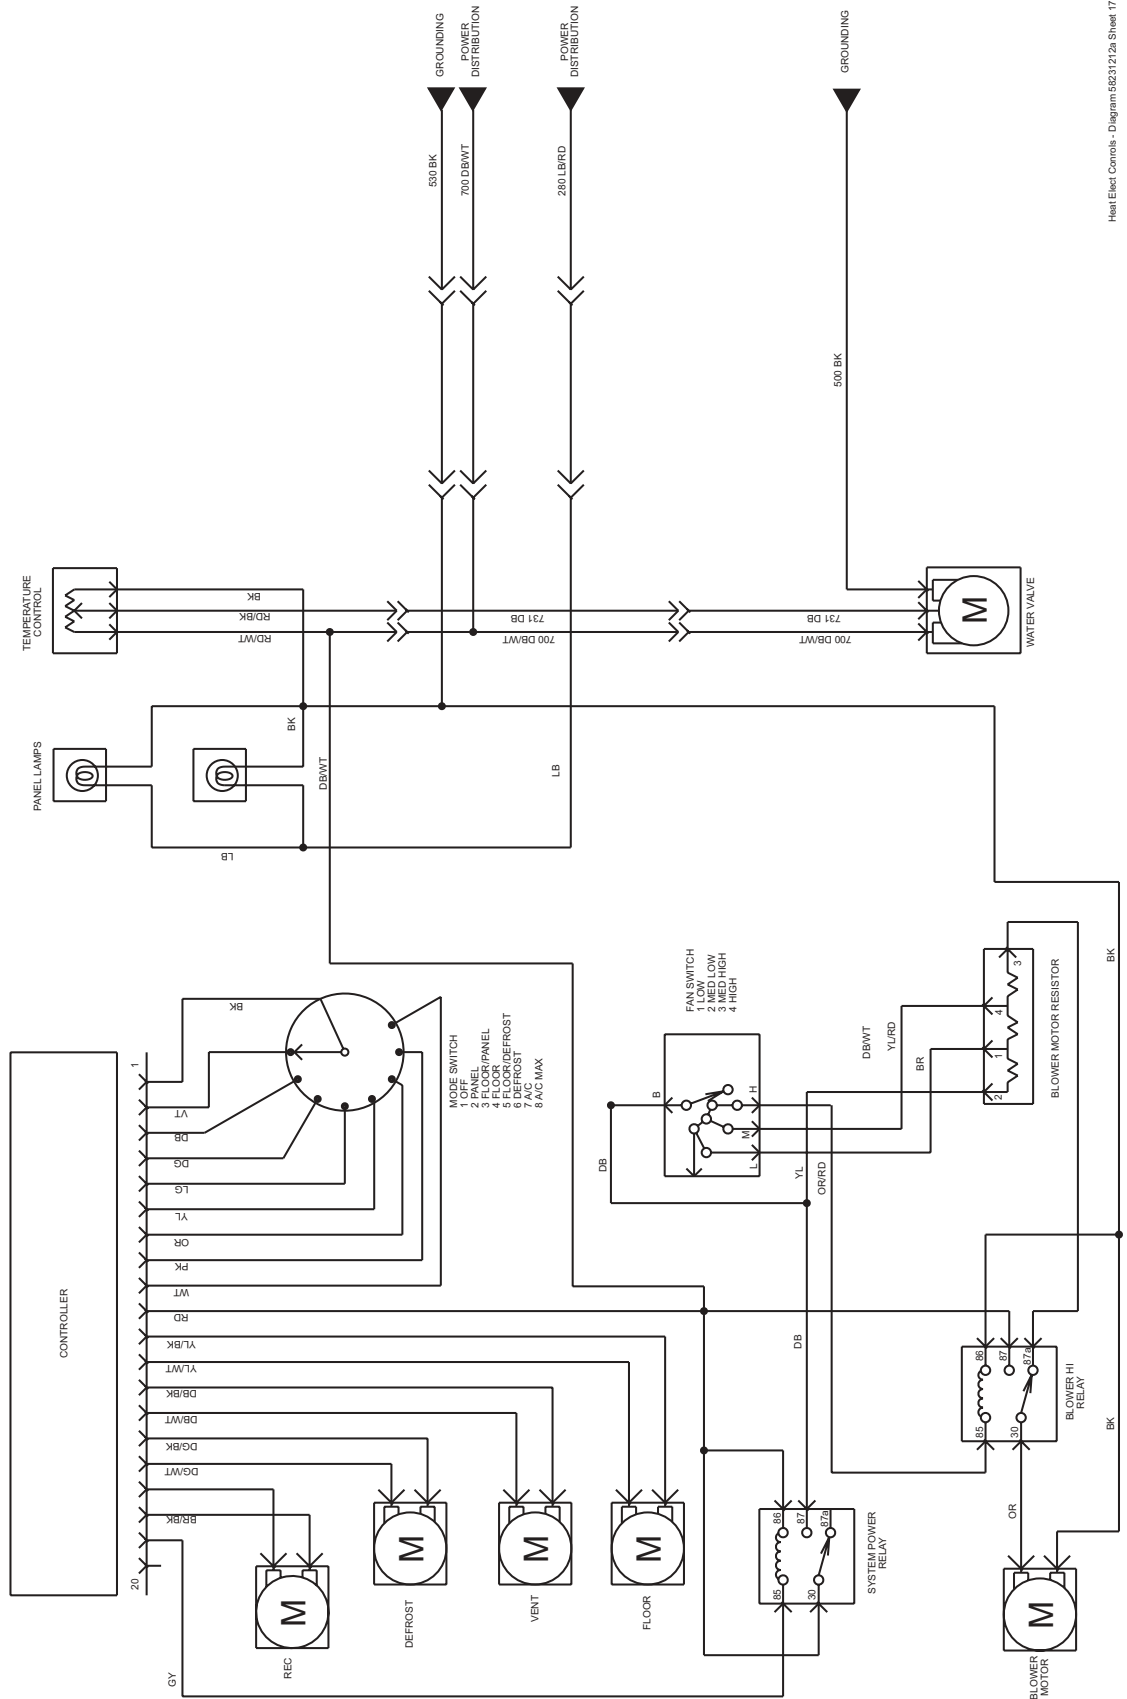 Heat Elect Conrols - Diagram 58231212a Sheet 17
GROUNDING
POWER
DISTRIBUTION
POWER
DISTRIBUTION
GROUNDING
530 BK
700 DB/WT
280 LB/RD
500 BK
TEMPERATURE
CONTROL
BK
RD/BK
RD/WT
731 DB
700 DB/WT
731 DB
700 DB/WT
M
WATER VALVE
PANEL LAMPS
BK
DB/WT
LB
LB
CONTROLLER
1
20
VT
DB
DG
LG
YL
OR
PK
WT
RD
YL/BK
YL/WT
DB/BK
DB/WT
DG/BK
DG/WT
BR/BK
GY
BK
MODE SWITCH
1 OFF
2 PANEL
3 FLOOR/PANEL
4 FLOOR
5 FLOOR/DEFROST
6 DEFROST
7 A/C
8 A/C MAX
FAN SWITCH
1 LOW
2 MED LOW
3 MED HIGH
4 HIGH
B
H
M
L
DB
YL
OR/RD
DB/WT
YL/RD
BR
3
4
1
2
BLOWER MOTOR RESISTOR
BK
DB
86
87
87a
85
30
BLOWER HI
RELAY
BK
OR
86
87
87a
85
30
SYSTEM POWER
RELAY
M
REC
M
DEFROST
M
VENT
M
FLOOR
M
BLOWER
MOTOR